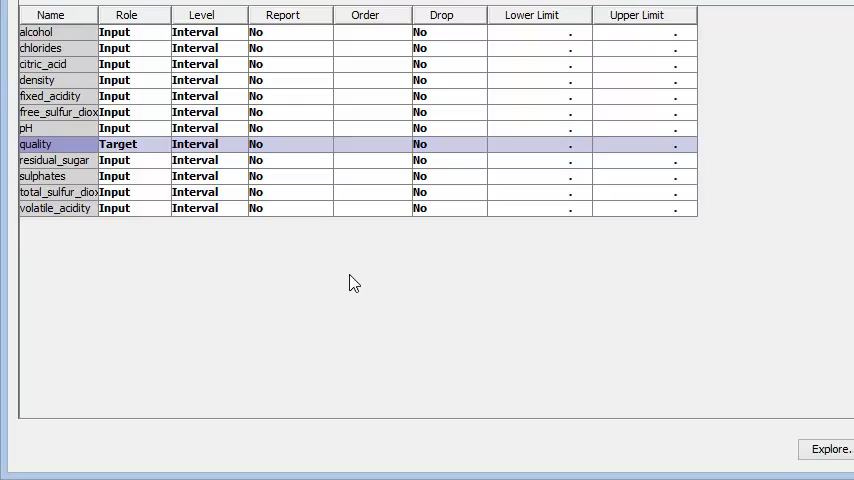 Name Role Level Report Order Drop Lower Limit Upper Limit
alcohol Input Interval No No . .
chlorides Input Interval No No . .
citric_acid Input Interval No No . .
density Input Interval No No . .
fixed_acidity Input Interval No No . .
free_sulfur_diox Input Interval No No . .
pH Input Interval No No . .
quality Target Interval No No . .
residual_sugar Input Interval No No . .
sulphates Input Interval No No . .
total_sulfur_diox Input Interval No No . .
volatile_acidity Input Interval No No . .
Explore..